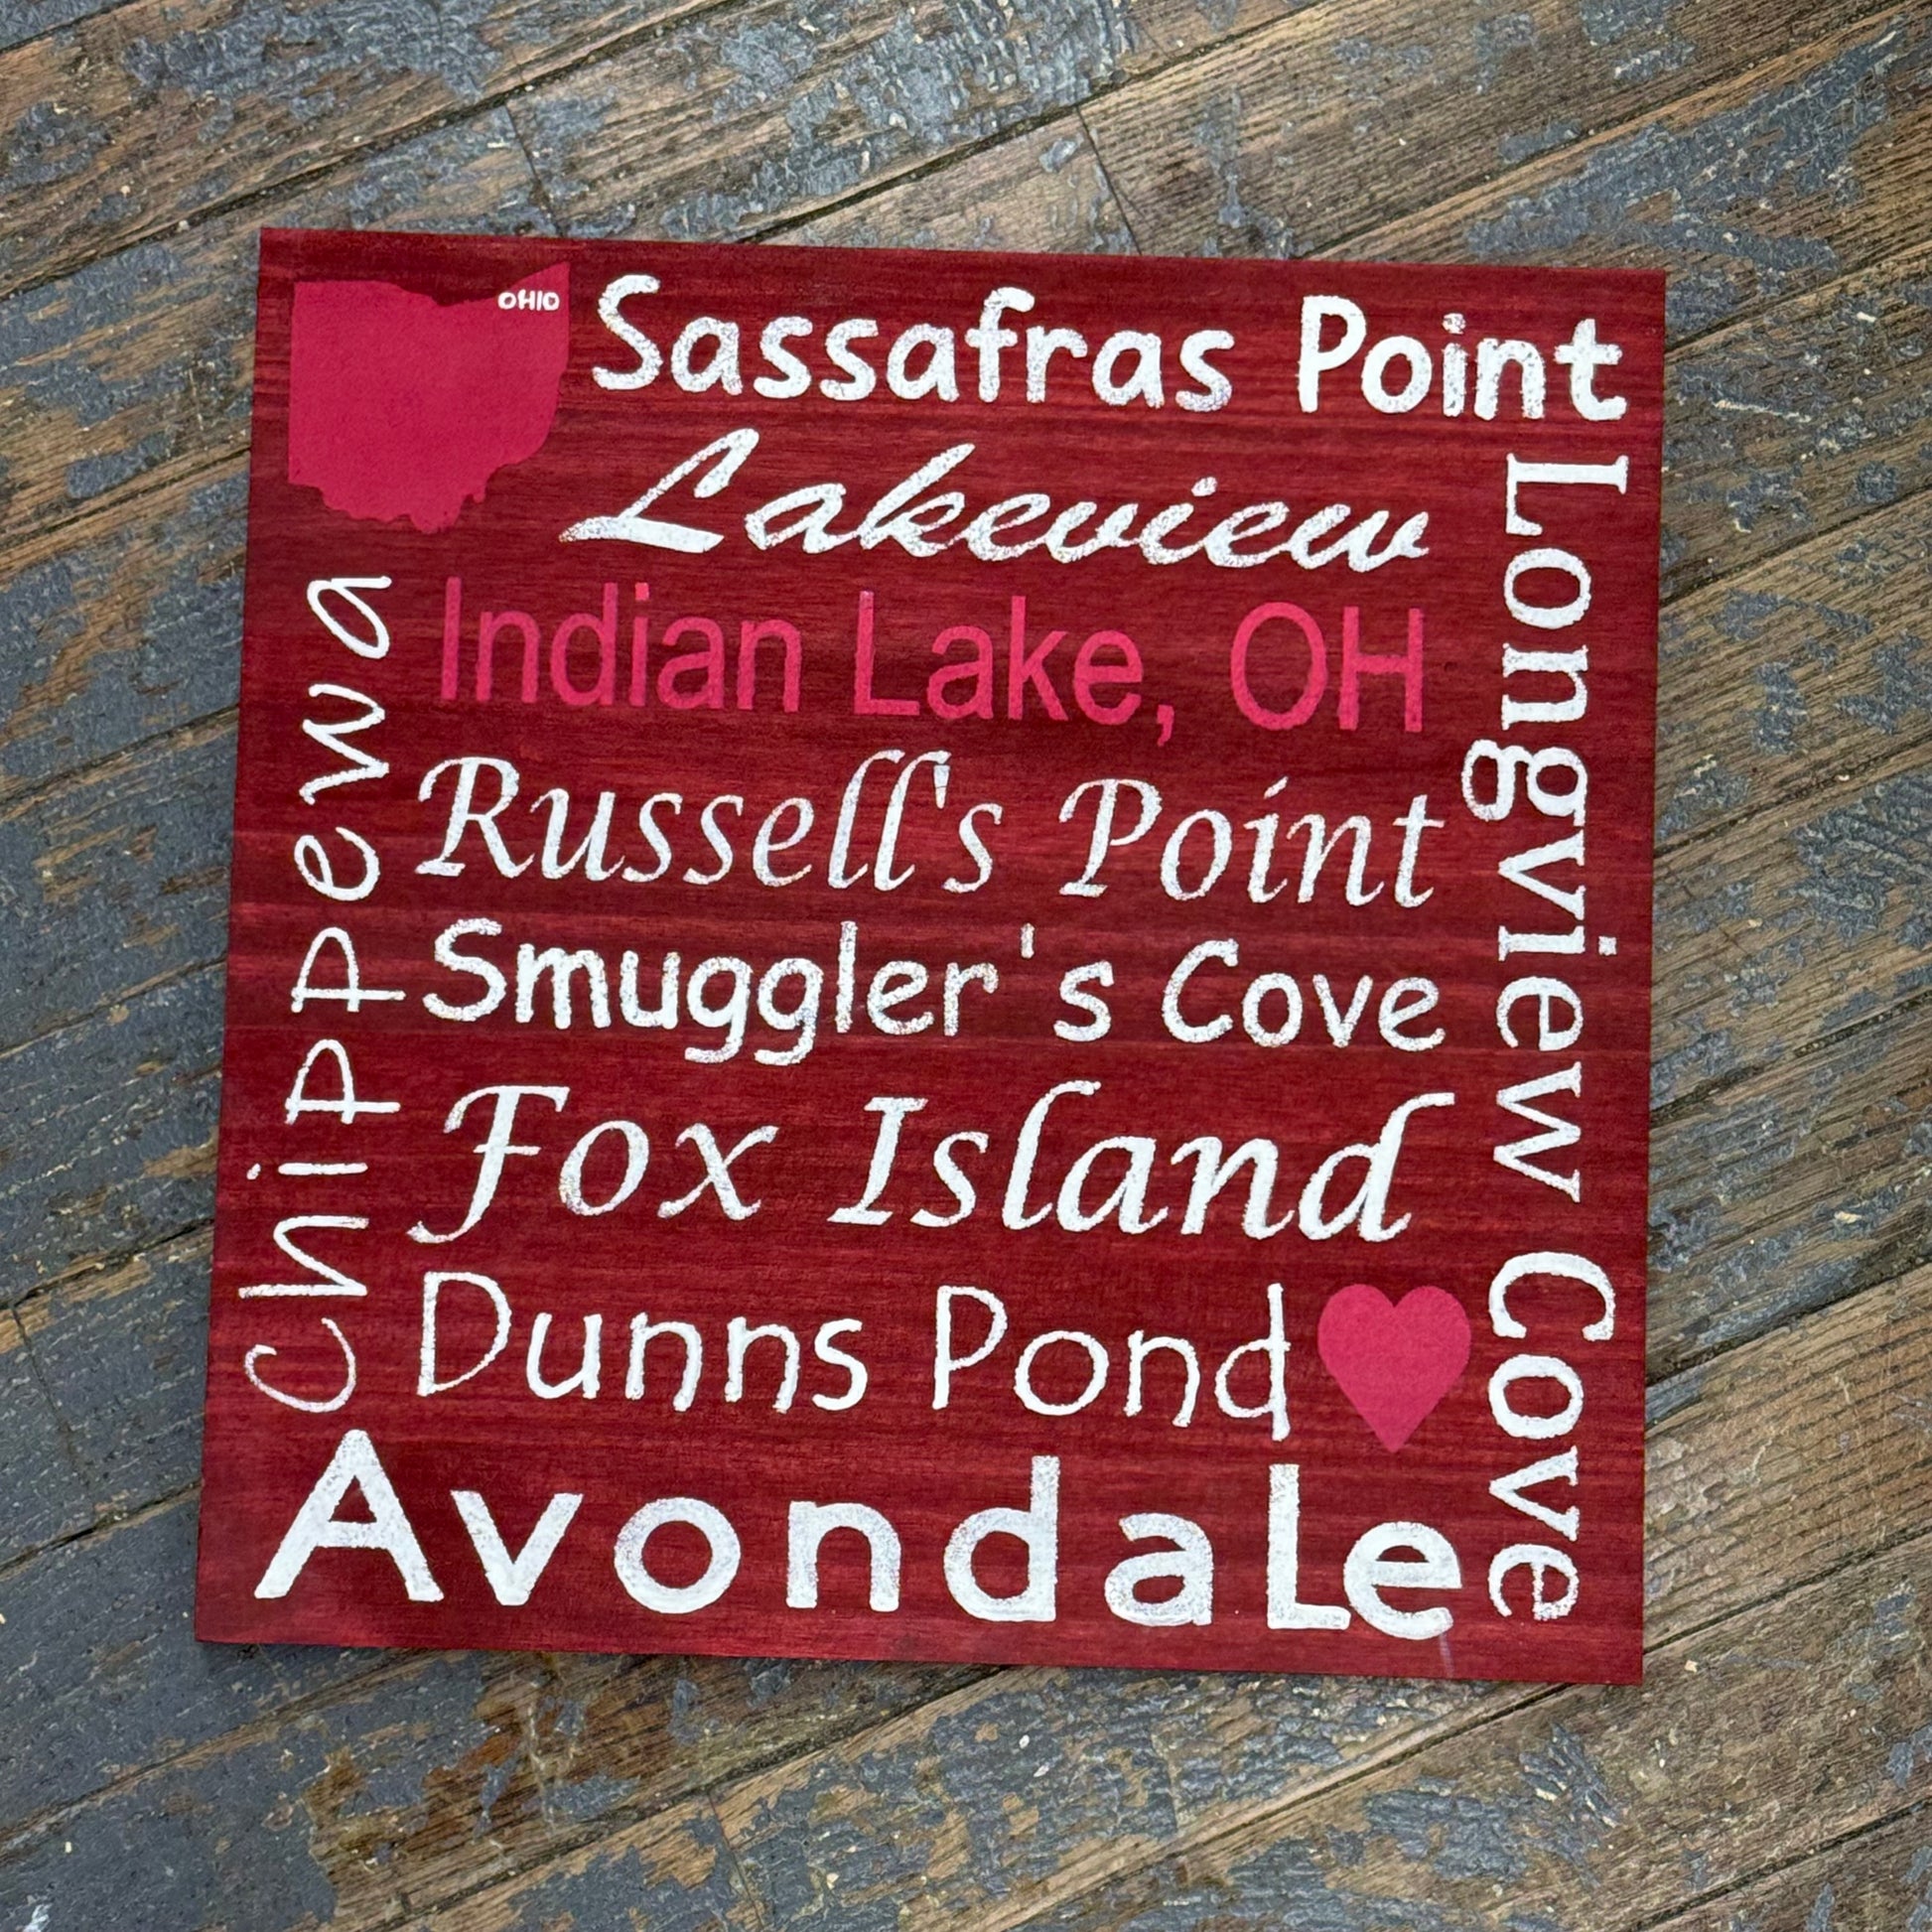 OHIO
Sassafras Point
Lakeview
Indian Lake, OH
Russell's Point
Smuggler's Cove
Fox Island
Dunns Pond
Avondale
Chippewa
Longview Cove